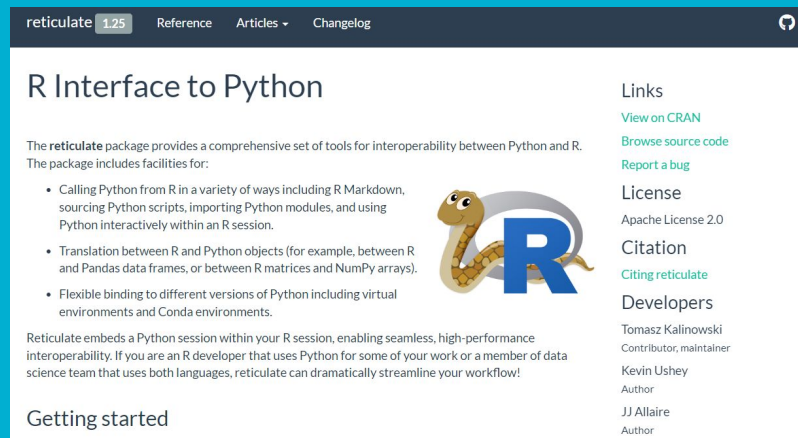 reticulate 1.25 Reference Articles Changelog
R Interface to Python
The reticulate package provides a comprehensive set of tools for interoperability between Python and R.
The package includes facilities for:
• Calling Python from R in a variety of ways including R Markdown,
sourcing Python scripts, importing Python modules, and using
Python interactively within an R session.
• Translation between R and Python objects (for example, between R
and Pandas data frames, or between R matrices and NumPy arrays).
• Flexible binding to different versions of Python including virtual
environments and Conda environments.
R
Reticulate embeds a Python session within your R session, enabling seamless, high-performance
interoperability. If you are an R developer that uses Python for some of your work or a member of data
science team that uses both languages, reticulate can dramatically streamline your workflow!
Getting started
Links
View on CRAN
Browse source code
Report a bug
License
Apache License 2.0
Citation
Citing reticulate
Developers
Tomasz Kalinowski
Contributor, maintainer
Kevin Ushey
Author
JJ Allaire
Author